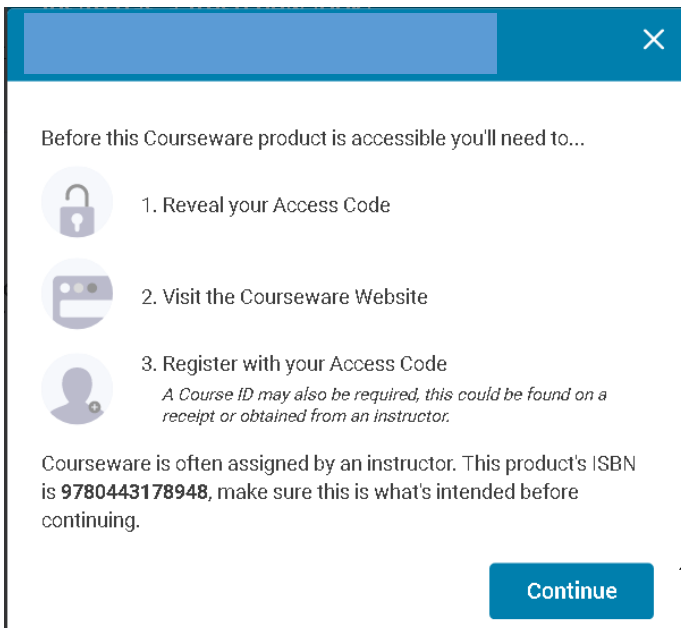 Before this Courseware product is accessible you'll need to...
1. Reveal your Access Code
2. Visit the Courseware Website
3. Register with your Access Code
A Course ID may also be required, this could be found on a
receipt or obtained from an instructor.
Courseware is often assigned by an instructor. This product's ISBN
is 9780443178948, make sure this is what's intended before
continuing.
Continue